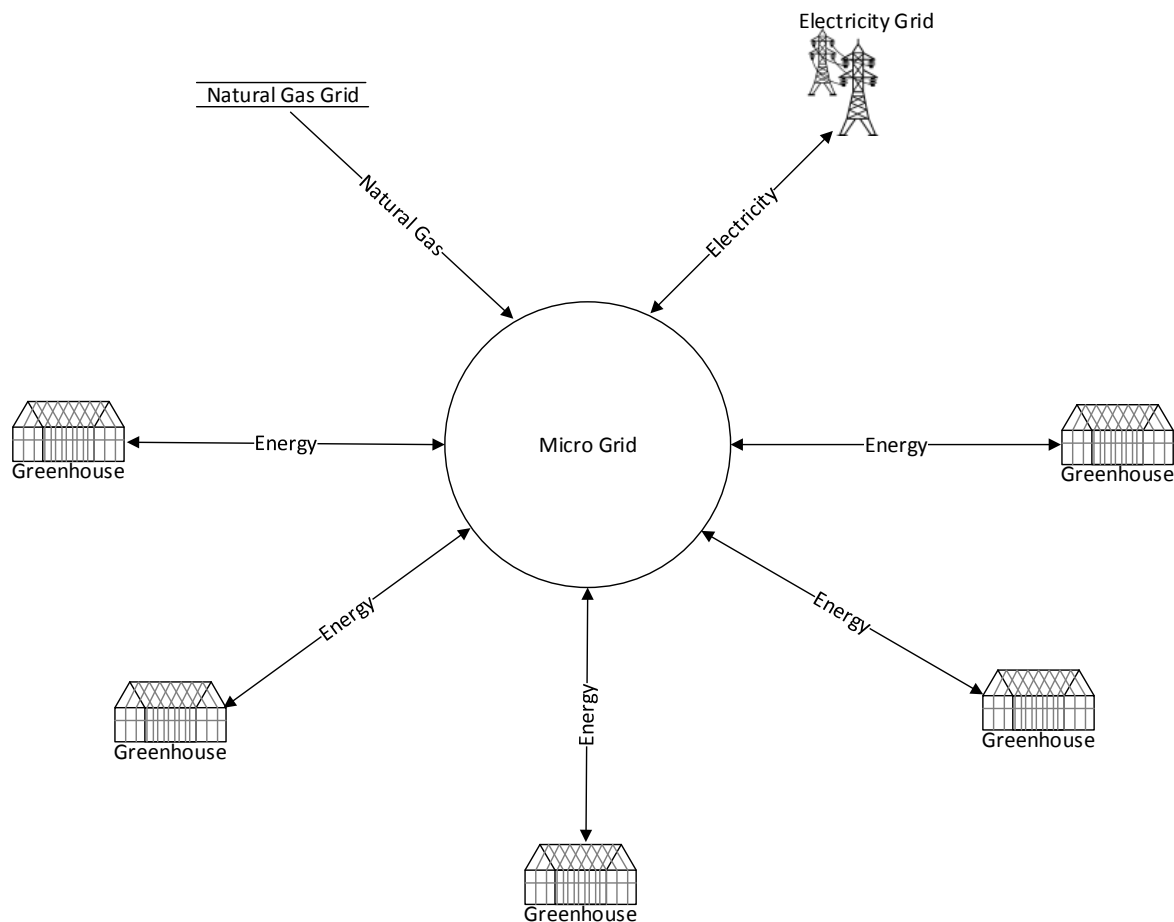 Electricity Grid
Natural Gas Grid
Natural Gas
Electricity
Energy
Micro Grid
Energy
Greenhouse
Greenhouse
Energy
Energy
Energy
Greenhouse
Greenhouse
Greenhouse